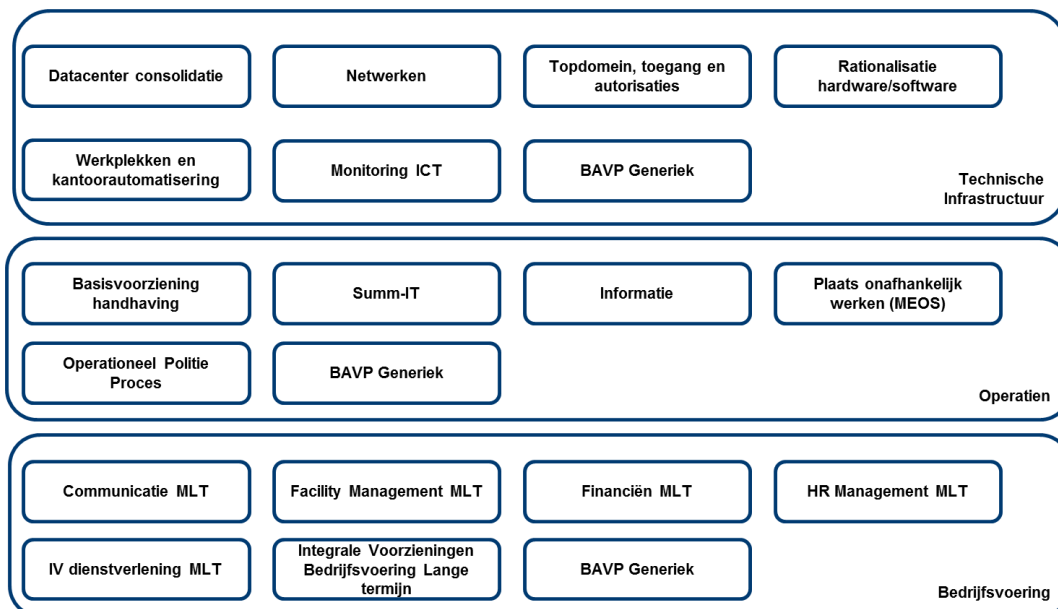 Datacenter consolidatie
Netwerken
Topdomein, toegang en
autorisaties
Rationalisatie
hardware/software
Werkplekken en
kantoorautomatisering
Monitoring ICT
BAVP Generiek
Technische
Infrastructuur
Basisvoorziening
handhaving
Summ-IT
Informatie
Plaats onafhankelijk
werken (MEOS)
Operationeel Politie
Proces
BAVP Generiek
Operatien
Communicatie MLT
Facility Management MLT
Financiën MLT
HR Management MLT
IV dienstverlening MLT
Integrale Voorzieningen
Bedrijfsvoering Lange
termijn
BAVP Generiek
Bedrijfsvoering